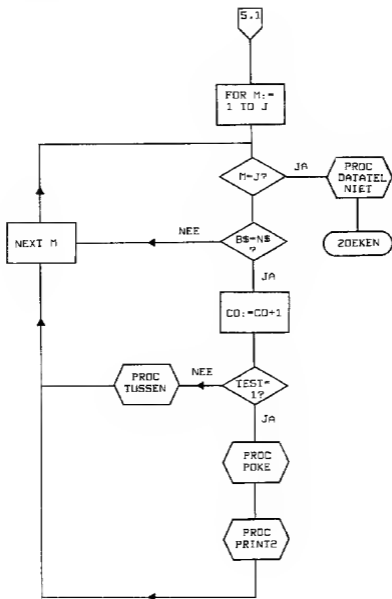 5.1
FOR M:=
1 TO J
M=J?
JA
PROC
DATATEL
NIET
ZOEKEN
NEXT M
NEE
B$=N$
?
JA
CO:=CO+1
PROC
TUSSEN
NEE
TEST=
1?
JA
PROC
POKE
PROC
PRINT2